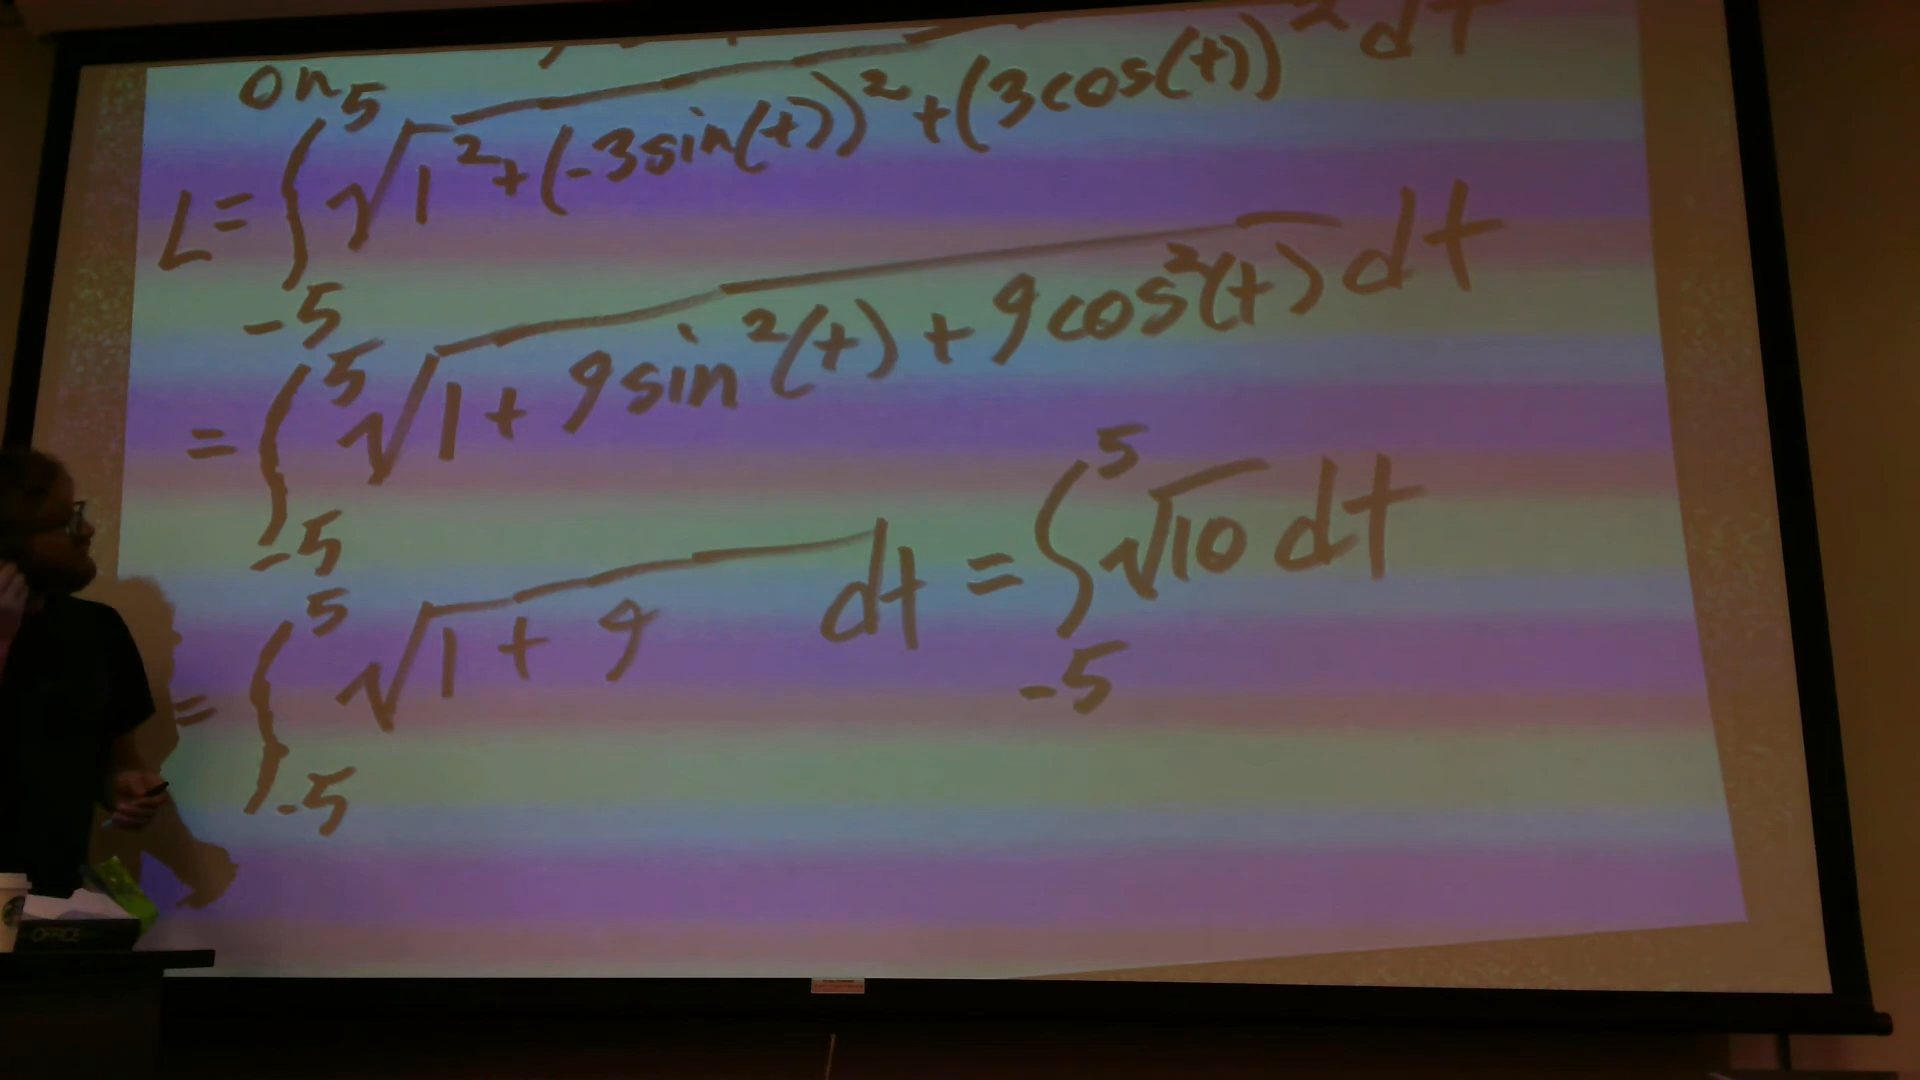 on
L = ∫_{-5}^{5} √(1² + (-3sin(t))² + (3cos(t))²) dt
= ∫_{-5}^{5} √(1 + 9sin²(t) + 9cos²(t)) dt
= ∫_{-5}^{5} √(1 + 9) dt = ∫_{-5}^{5} √10 dt
OFFICE